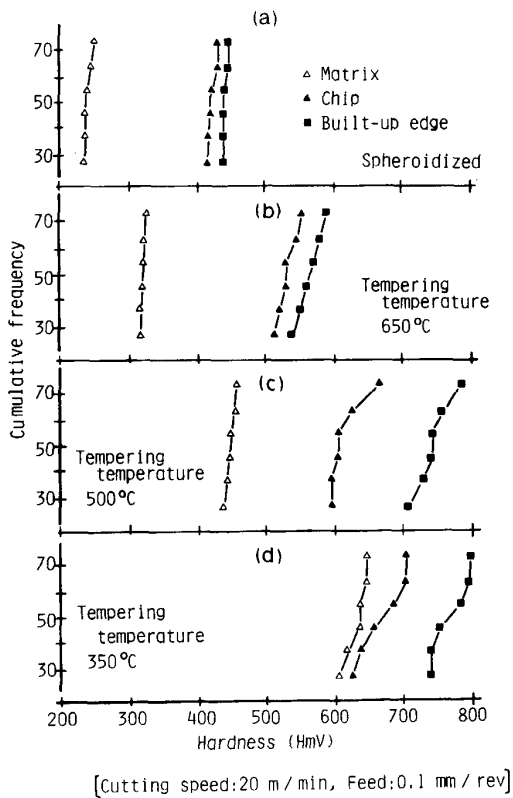 (a)
70
50
30
△ Matrix
▲ Chip
■ Built-up edge
Spheroidized
(b)
70
50
30
Tempering
temperature
650°C
Cumulative frequency
(c)
70
50
30
Tempering
temperature
500°C
(d)
70
50
30
Tempering
temperature
350°C
200 300 400 500 600 700 800
Hardness (HmV)
[Cutting speed:20 m/min, Feed:0.1 mm/rev]